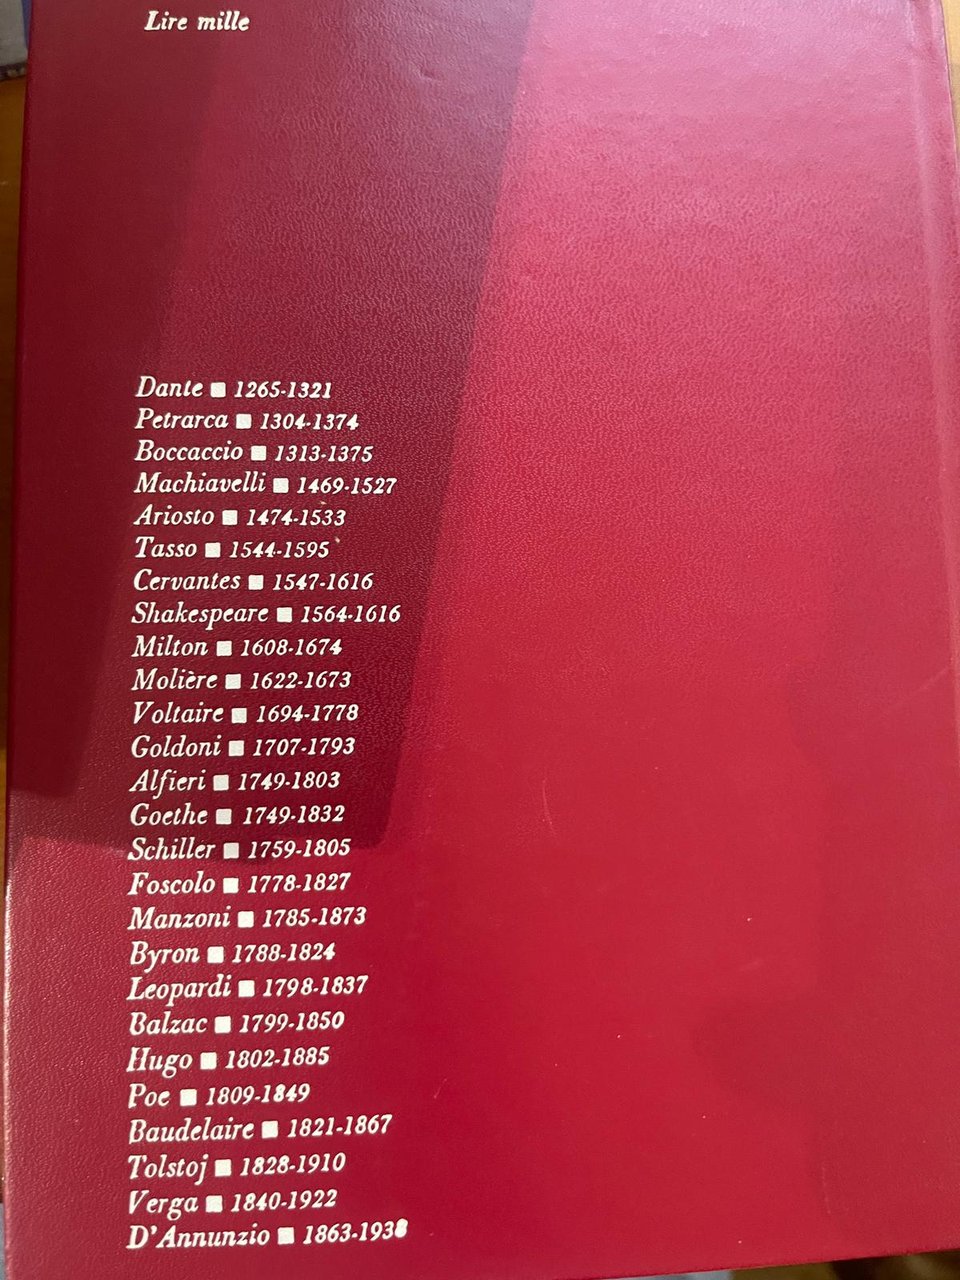 Lire mille
Dante ■ 1265-1321
Petrarca ■ 1304-1374
Boccaccio ■ 1313-1375
Machiavelli ■ 1469-1527
Ariosto ■ 1474-1533
Tasso ■ 1544-1595
Cervantes ■ 1547-1616
Shakespeare ■ 1564-1616
Milton ■ 1608-1674
Molière ■ 1622-1673
Voltaire ■ 1694-1778
Goldoni ■ 1707-1793
Alfieri ■ 1749-1803
Goethe ■ 1749-1832
Schiller ■ 1759-1805
Foscolo ■ 1778-1827
Manzoni ■ 1785-1873
Byron ■ 1788-1824
Leopardi ■ 1798-1837
Balzac ■ 1799-1850
Hugo ■ 1802-1885
Poe ■ 1809-1849
Baudelaire ■ 1821-1867
Tolstoj ■ 1828-1910
Verga ■ 1840-1922
D'Annunzio ■ 1863-1938